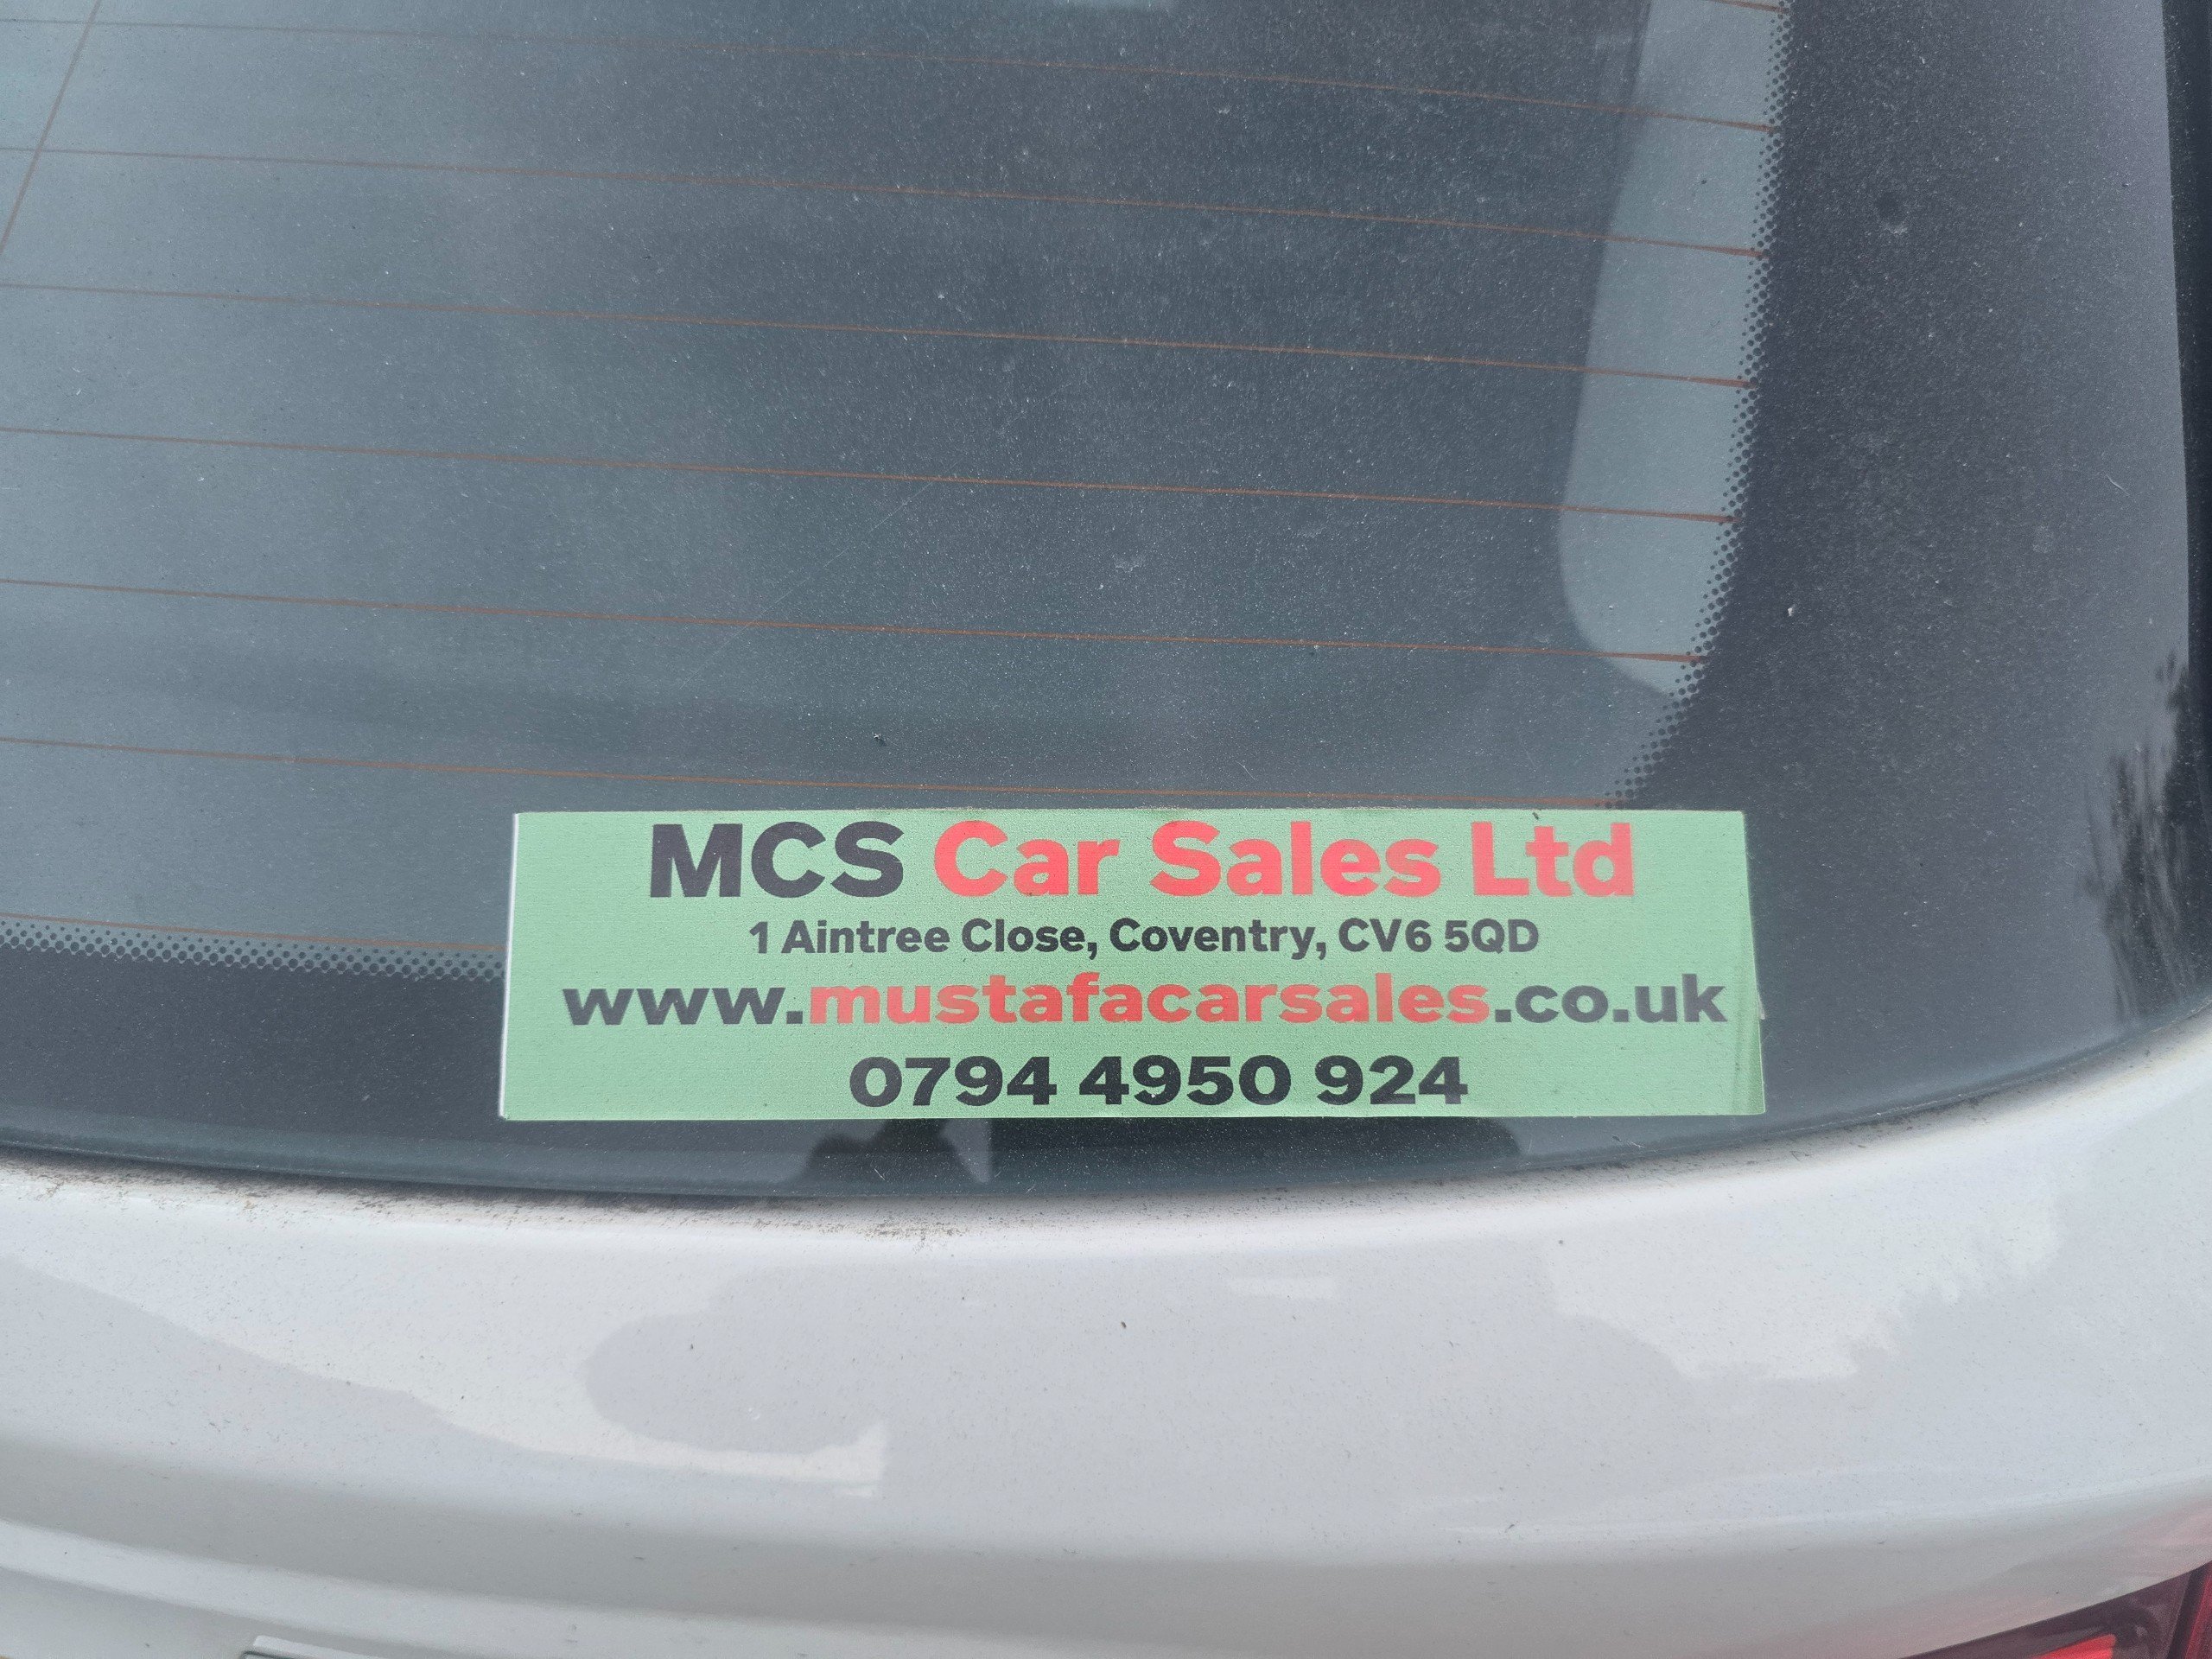 MCS Car Sales Ltd
1 Aintree Close, Coventry, CV6 5QD
www.mustafacarsales.co.uk
0794 4950 924